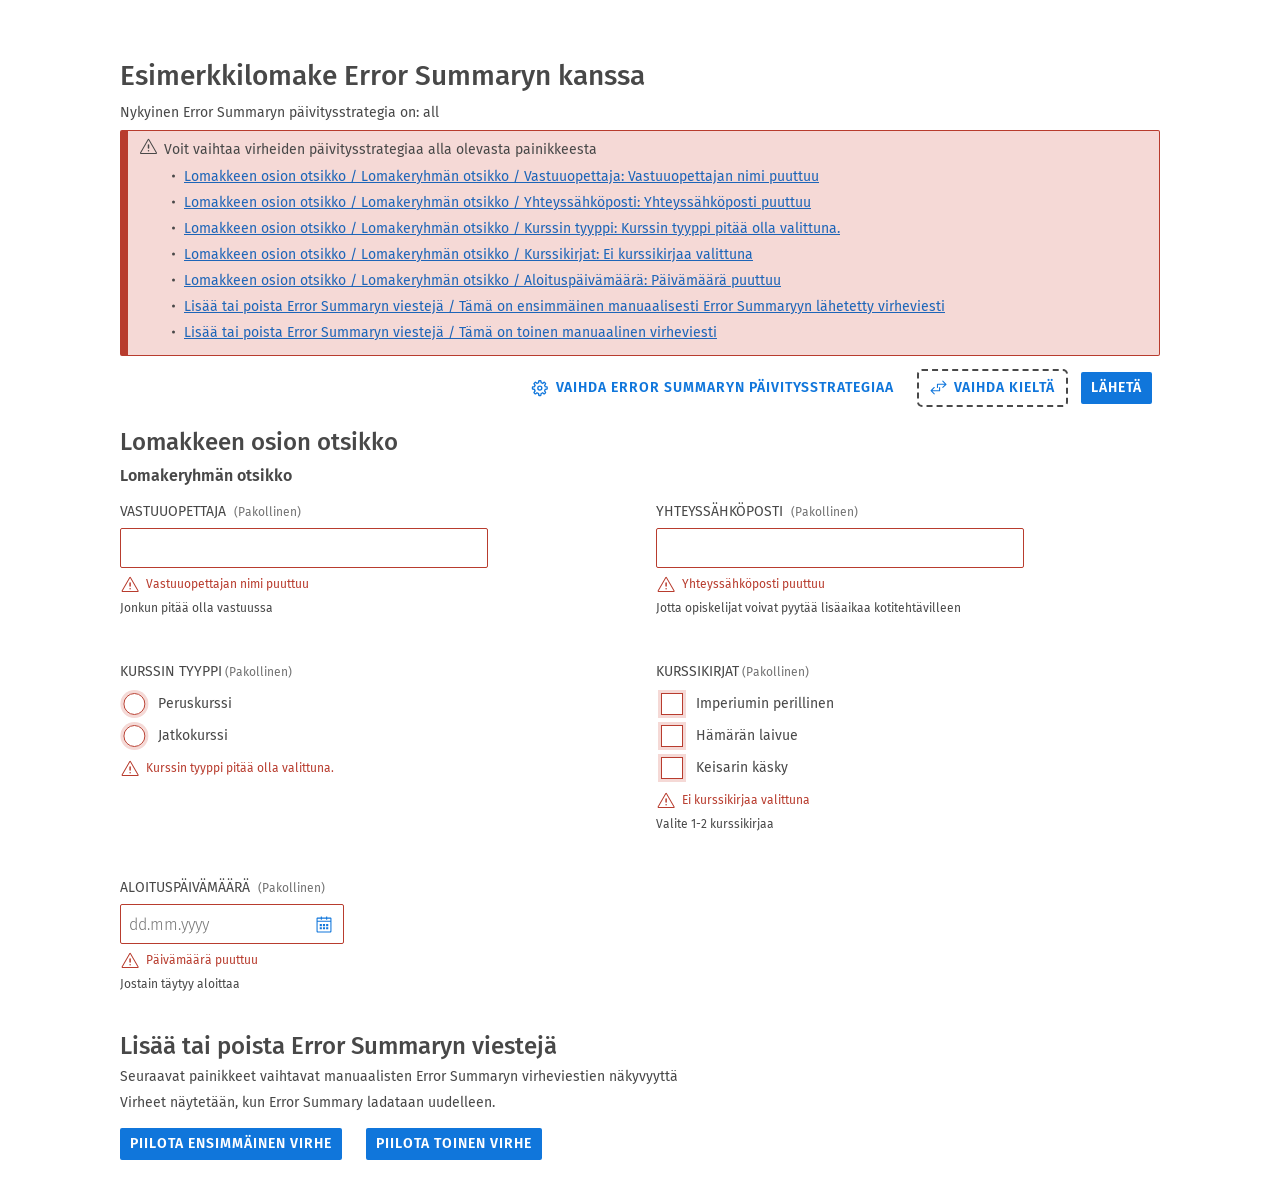 Esimerkkilomake Error Summaryn kanssa
Nykyinen Error Summaryn päivitysstrategia on: all
Voit vaihtaa virheiden päivitysstrategiaa alla olevasta painikkeesta
• Lomakkeen osion otsikko / Lomakeryhmän otsikko / Vastuuopettaja: Vastuuopettajan nimi puuttuu
• Lomakkeen osion otsikko / Lomakeryhmän otsikko / Yhteyssähköposti: Yhteyssähköposti puuttuu
• Lomakkeen osion otsikko / Lomakeryhmän otsikko / Kurssin tyyppi: Kurssin tyyppi pitää olla valittuna.
• Lomakkeen osion otsikko / Lomakeryhmän otsikko / Kurssikirjat: Ei kurssikirjaa valittuna
• Lomakkeen osion otsikko / Lomakeryhmän otsikko / Aloituspäivämäärä: Päivämäärä puuttuu
• Lisää tai poista Error Summaryn viestejä / Tämä on ensimmäinen manuaalisesti Error Summaryyn lähetetty virheviesti
• Lisää tai poista Error Summaryn viestejä / Tämä on toinen manuaalinen virheviesti
VAIHDA ERROR SUMMARYN PÄIVITYSSTRATEGIAA VAIHDA KIELTÄ LÄHETÄ
Lomakkeen osion otsikko
Lomakeryhmän otsikko
VASTUUOPETTAJA (Pakollinen)
Vastuuopettajan nimi puuttuu
Jonkun pitää olla vastuussa
YHTEYSSÄHKÖPOSTI (Pakollinen)
Yhteyssähköposti puuttuu
Jotta opiskelijat voivat pyytää lisäaikaa kotitehtävilleen
KURSSIN TYYPPI (Pakollinen)
Peruskurssi
Jatkokurssi
Kurssin tyyppi pitää olla valittuna.
KURSSIKIRJAT (Pakollinen)
Imperiumin perillinen
Hämärän laivue
Keisarin käsky
Ei kurssikirjaa valittuna
Valite 1-2 kurssikirjaa
ALOITUSPÄIVÄMÄÄRÄ (Pakollinen)
dd.mm.yyyy
Päivämäärä puuttuu
Jostain täytyy aloittaa
Lisää tai poista Error Summaryn viestejä
Seuraavat painikkeet vaihtavat manuaalisten Error Summaryn virheviestien näkyvyyttä
Virheet näytetään, kun Error Summary ladataan uudelleen.
PIILOTA ENSIMMÄINEN VIRHE PIILOTA TOINEN VIRHE